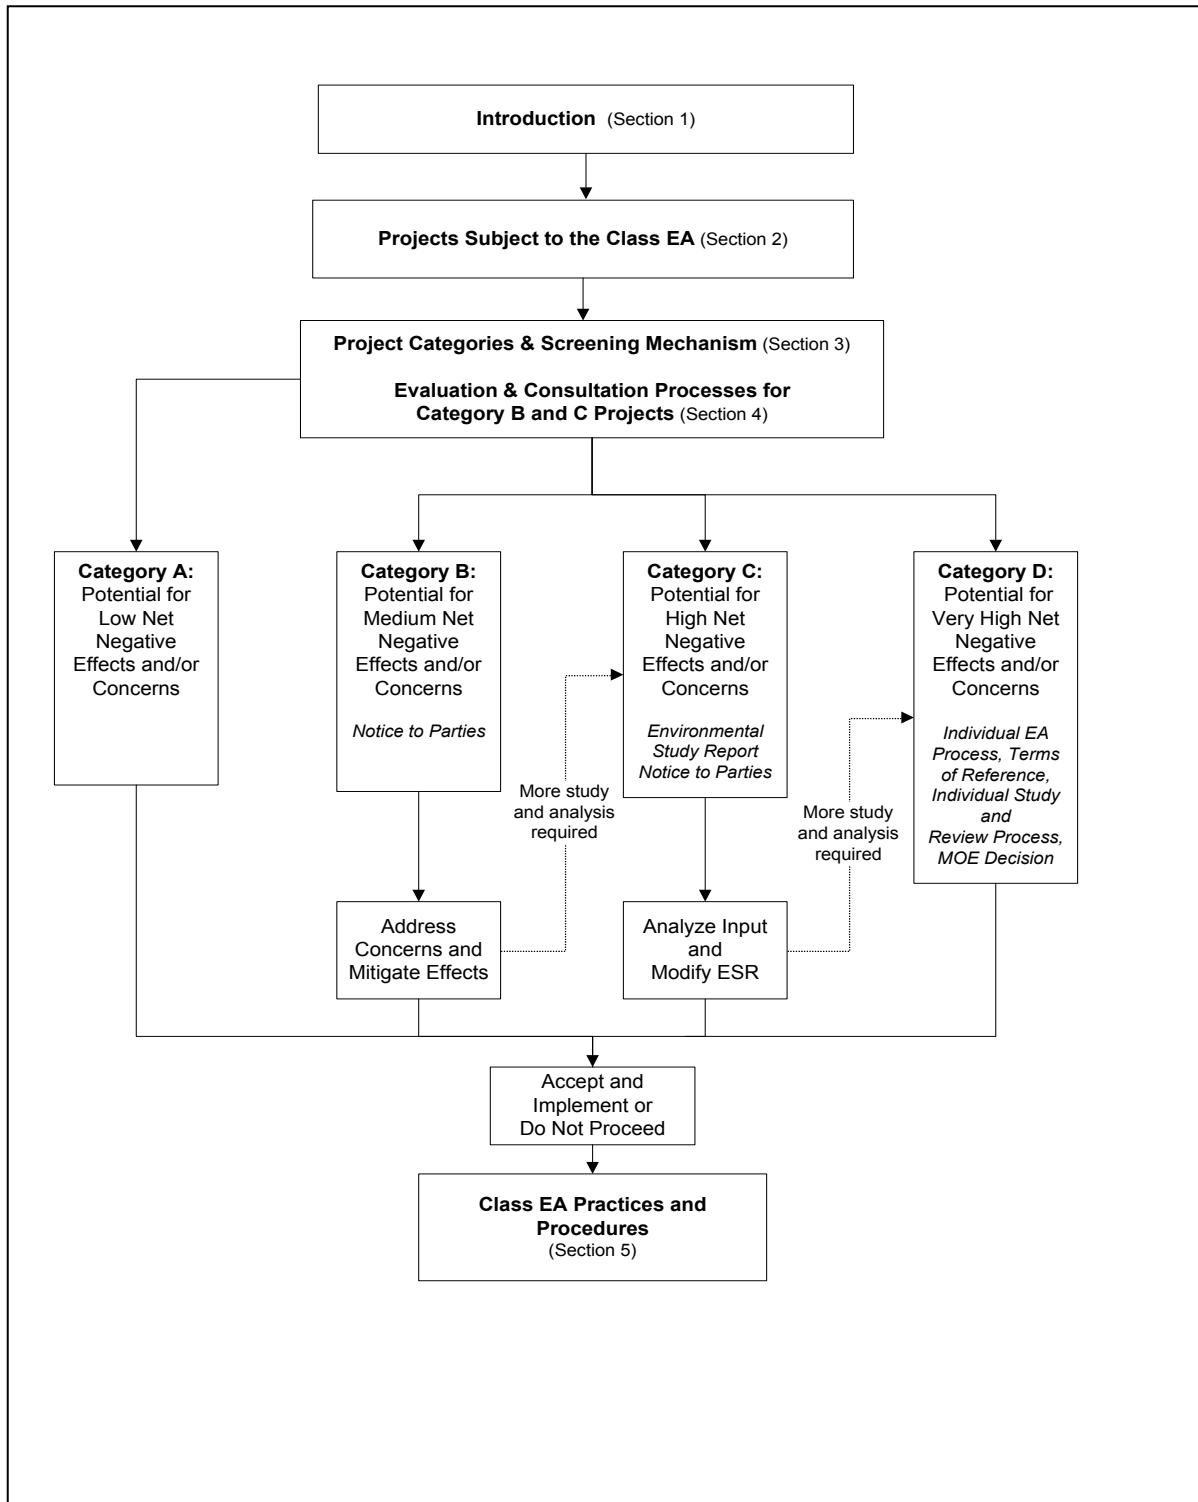 Introduction (Section 1)
Projects Subject to the Class EA (Section 2)
Project Categories & Screening Mechanism (Section 3)
Evaluation & Consultation Processes for
Category B and C Projects (Section 4)
Category A:
Potential for
Low Net
Negative
Effects and/or
Concerns
Category B:
Potential for
Medium Net
Negative
Effects and/or
Concerns
Notice to Parties
Category C:
Potential for
High Net
Negative
Effects and/or
Concerns
Environmental
Study Report
Notice to Parties
Category D:
Potential for
Very High Net
Negative
Effects and/or
Concerns
Individual EA
Process, Terms
of Reference,
Individual Study
and
Review Process,
MOE Decision
More study
and analysis
required
More study
and analysis
required
Address
Concerns and
Mitigate Effects
Analyze Input
and
Modify ESR
Accept and
Implement or
Do Not Proceed
Class EA Practices and
Procedures
(Section 5)